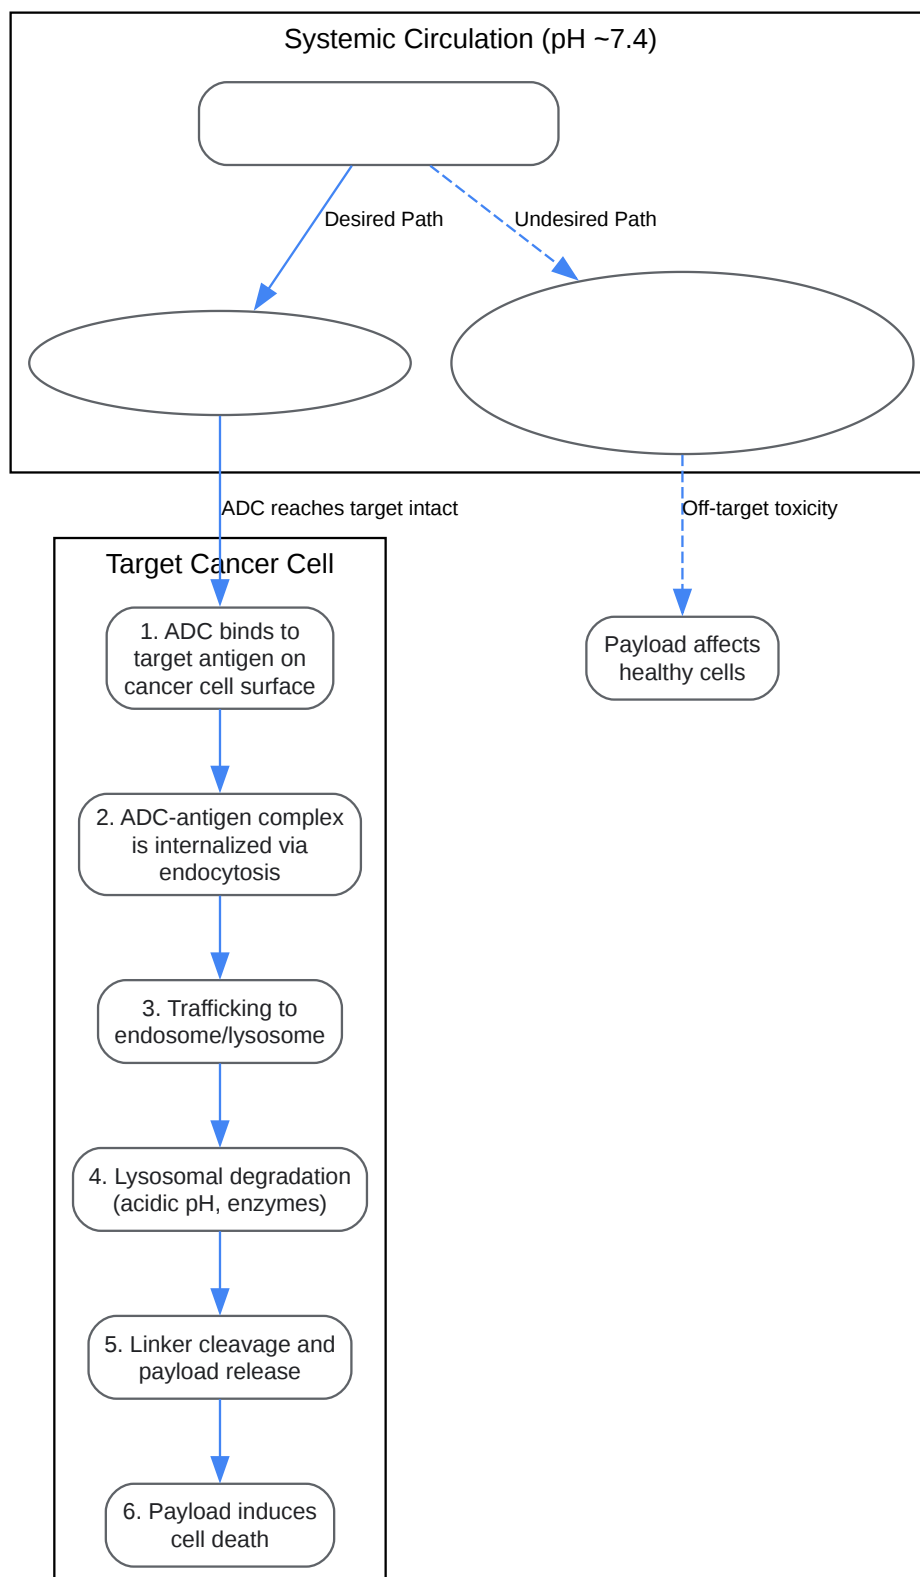 Systemic Circulation (pH ~7.4)
Desired Path
Undesired Path
ADC reaches target intact
Off-target toxicity
Target Cancer Cell
1. ADC binds to
target antigen on
cancer cell surface
Payload affects
healthy cells
2. ADC-antigen complex
is internalized via
endocytosis
3. Trafficking to
endosome/lysosome
4. Lysosomal degradation
(acidic pH, enzymes)
5. Linker cleavage and
payload release
6. Payload induces
cell death